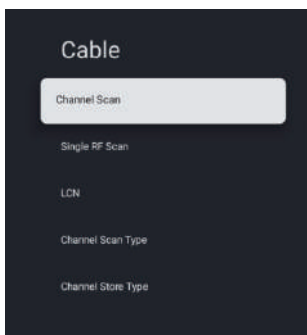 Cable
Channel Scan
Single RF Scan
LCN
Channel Scan Type
Channel Store Type